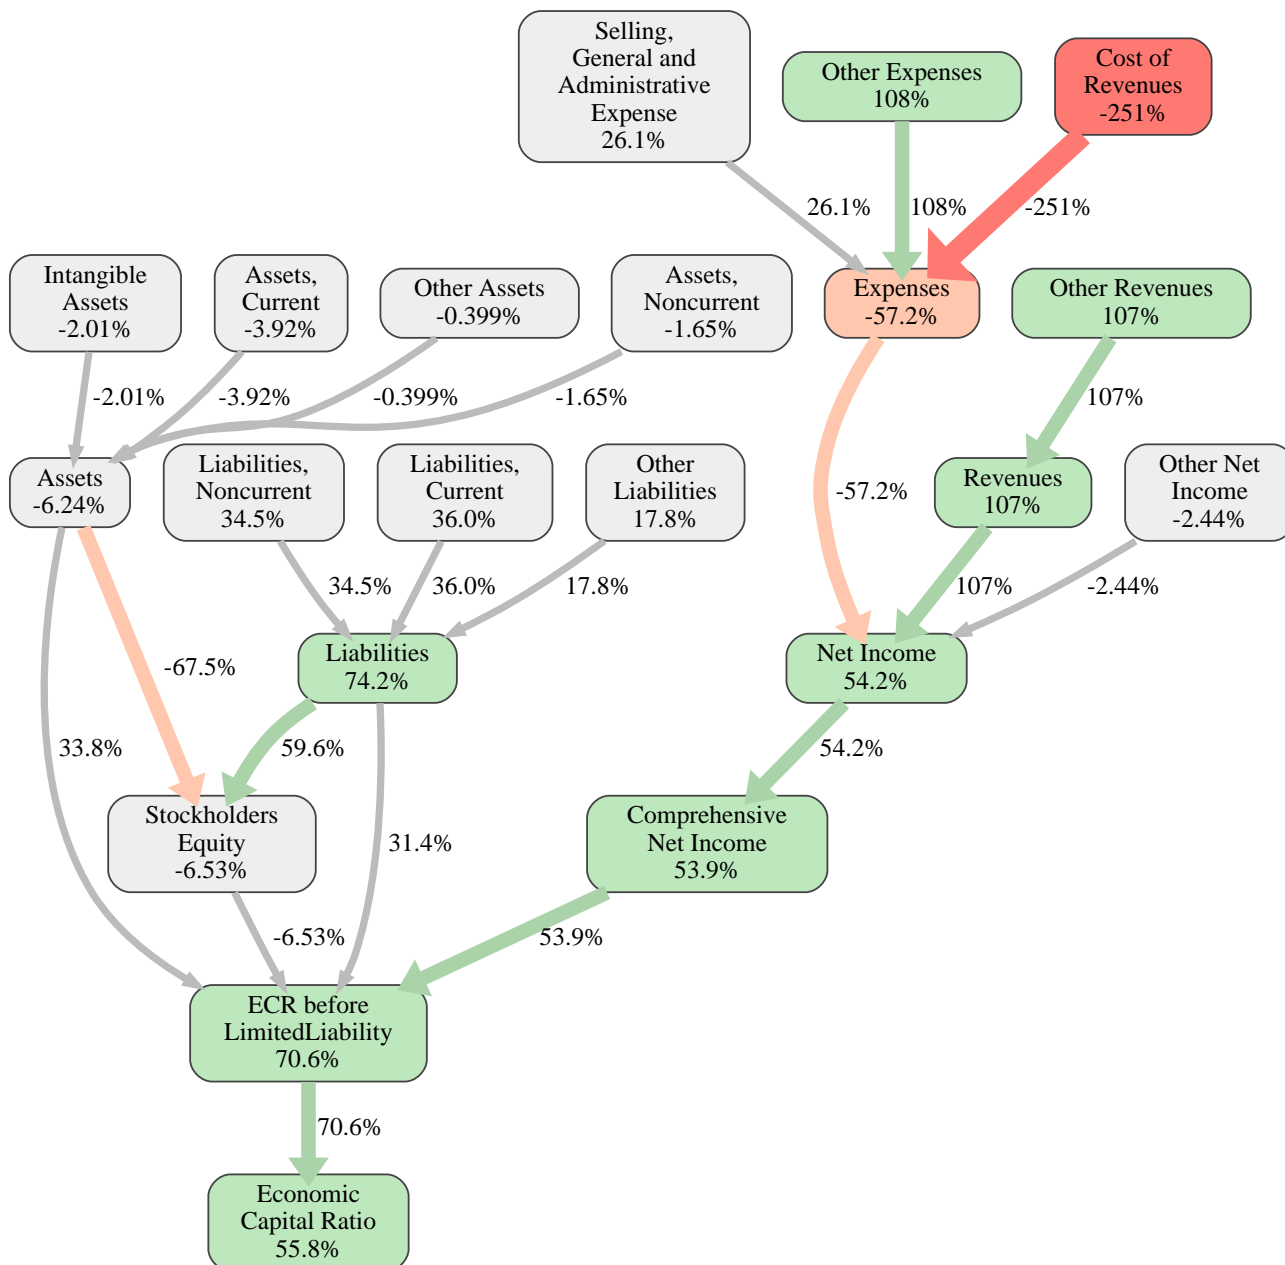 Selling,
General and
Administrative
Expense
26.1%
Other Expenses
108%
Cost of
Revenues
-251%
26.1%
108%
-251%
Intangible
Assets
-2.01%
Assets,
Current
-3.92%
Other Assets
-0.399%
Assets,
Noncurrent
-1.65%
Expenses
-57.2%
Other Revenues
107%
-2.01%
-3.92%
-0.399%
-1.65%
107%
Assets
-6.24%
Liabilities,
Noncurrent
34.5%
Liabilities,
Current
36.0%
Other
Liabilities
17.8%
-57.2%
Revenues
107%
Other Net
Income
-2.44%
34.5%
36.0%
17.8%
107%
-2.44%
-67.5%
Liabilities
74.2%
Net Income
54.2%
33.8%
59.6%
54.2%
Stockholders
Equity
-6.53%
31.4%
Comprehensive
Net Income
53.9%
-6.53%
53.9%
ECR before
LimitedLiability
70.6%
70.6%
Economic
Capital Ratio
55.8%